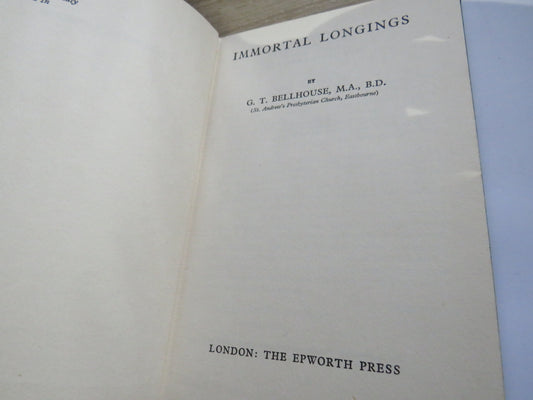 IMMORTAL LONGINGS
BY
G. T. BELLHOUSE, M.A., B.D.
(St. Andrew's Presbyterian Church, Eastbourne)
LONDON: THE EPWORTH PRESS